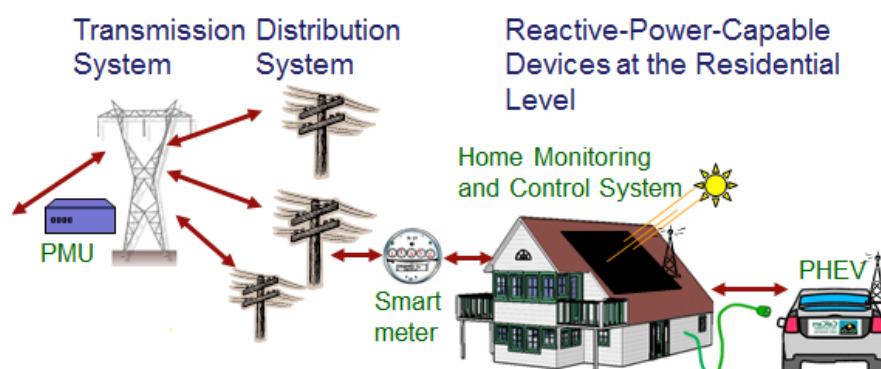 Transmission
System
Distribution
System
Reactive-Power-Capable
Devices at the Residential
Level
Home Monitoring
and Control System
PMU
Smart
meter
PHEV